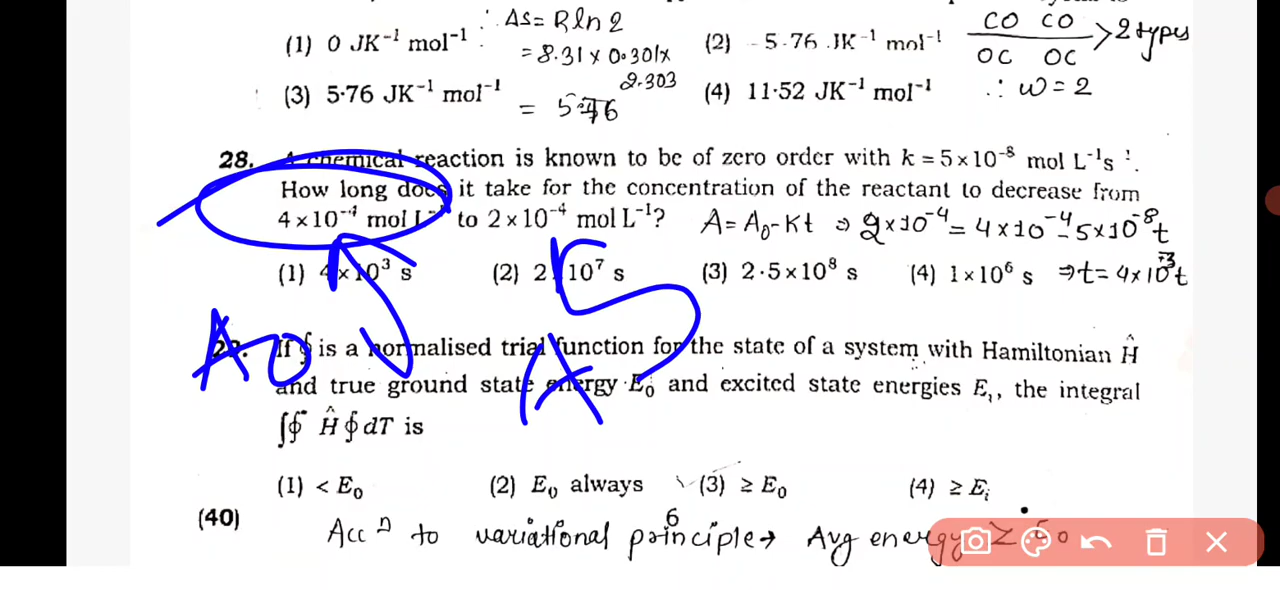 ∴ ΔS = R ln 2
CO CO
> 2 types
(1) 0 JK⁻¹ mol⁻¹
= 8.31 × 0.301 ×
(2) - 5.76 JK⁻¹ mol⁻¹
OC OC
2.303
(3) 5·76 JK⁻¹ mol⁻¹
= 5.76
(4) 11·52 JK⁻¹ mol⁻¹
∴ ω = 2
28. A chemical reaction is known to be of zero order with k = 5 × 10⁻⁸ mol L⁻¹s⁻¹.
How long does it take for the concentration of the reactant to decrease from
4 × 10⁻⁴ mol L⁻¹ to 2 × 10⁻⁴ mol L⁻¹?
A = A₀ - Kt ⇒ 2×10⁻⁴ = 4×10⁻⁴ - 5×10⁻⁸t
(1) 4 × 10³ s (2) 2 10⁷ s (3) 2·5 × 10⁸ s (4) 1 × 10⁶ s
⇒ t = 4 × 10⁺³ t
A0
A
29. If ∮ is a normalised trial function for the state of a system with Hamiltonian Ĥ
and true ground state energy E₀ and excited state energies Eᵢ, the integral
∫∮* Ĥ ∮ dT is
(1) < E₀ (2) E₀ always (3) ≥ E₀ (4) ≥ Eᵢ
(40)
Accⁿ to variational principle → Avg energy ≥ E₀
6